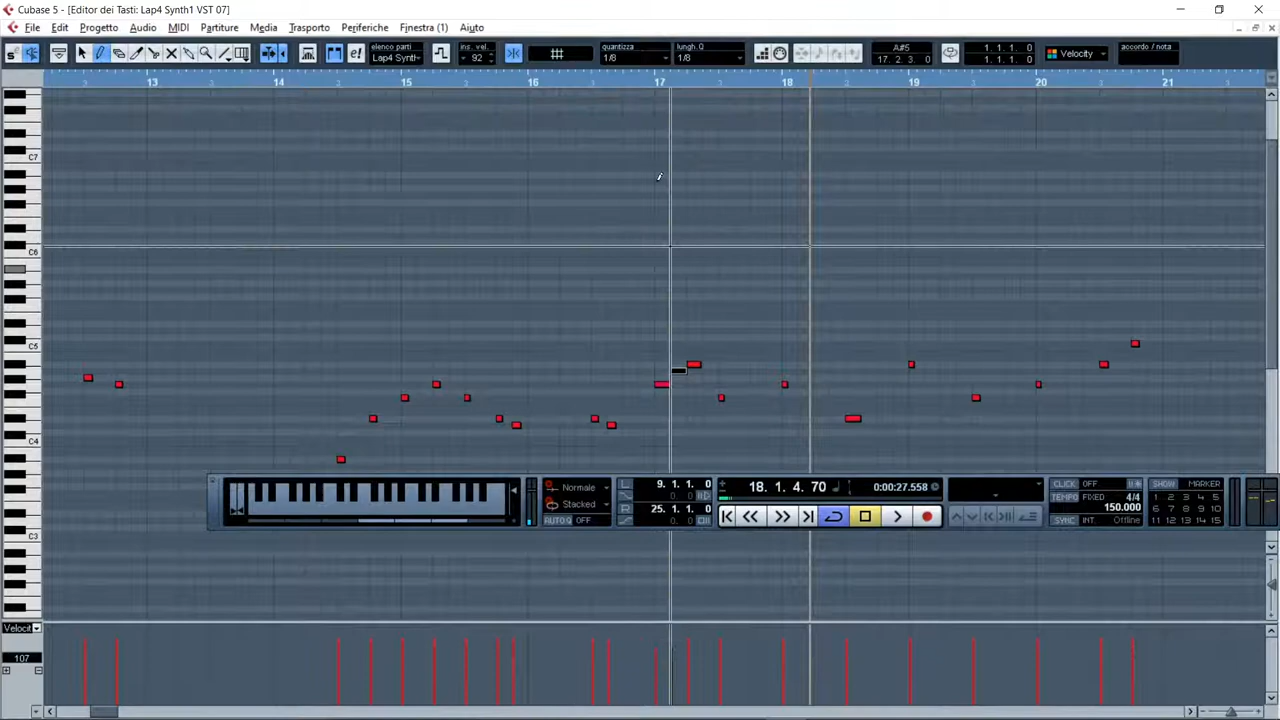 Cubase 5 - [Editor dei Tasti: Lap4 Synth1 VST 07]
File Edit Progetto Audio MIDI Partiture Media Trasporto Periferiche Finestra (1) Aiuto
elenco parti ins. vel. quantizza lungh.Q A#5 1. 1. 1. 0 accordo / nota
Lap4 Synth 92 1/8 1/8 17. 2. 3. 0 1. 1. 1. 0 Velocity
13 14 15 16 17 18 19 20 21
C7
C6
C5
C4
Normale 9. 1. 1. 0 18. 1. 4. 70 0:00:27.558 CLICK OFF SHOW MARKER
Stacked 0. 0 TEMPO FIXED 4/4 1 2 3 4 5 6 7 8 9 10
AUTO Q OFF R 25. 1. 1. 0 150.000 11 12 13 14 15
0. 0 SYNC INT. Offline
C3
Velocit
107